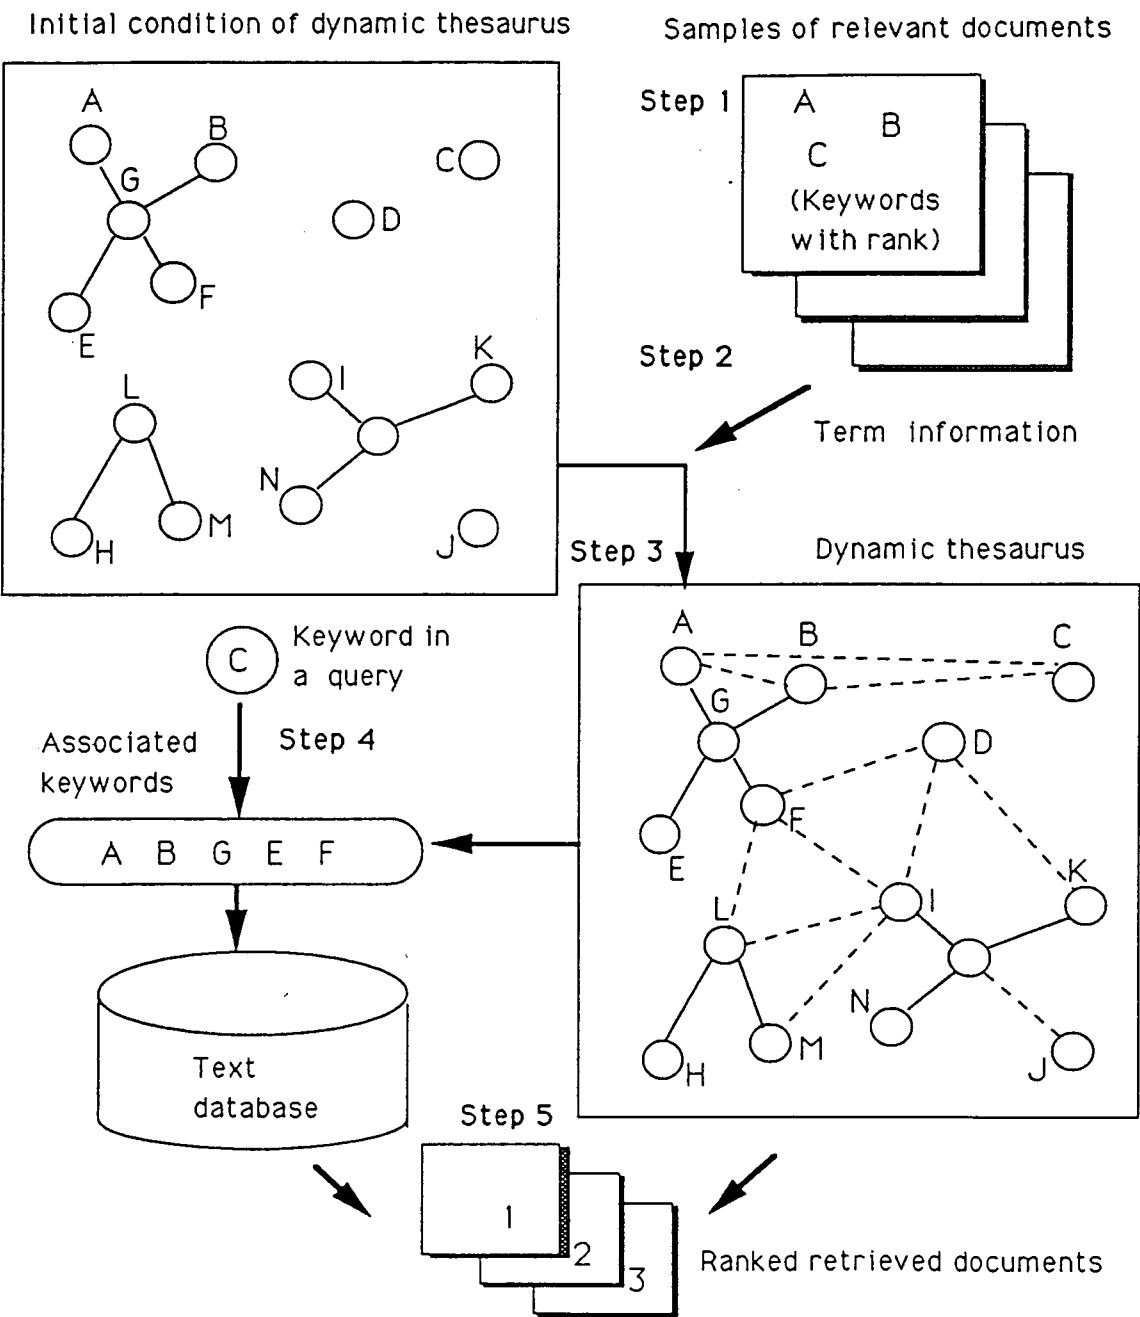 Initial condition of dynamic thesaurus
A
B
G
C
D
F
E
K
I
L
N
M
H
J
Samples of relevant documents
Step 1
A
B
C
(Keywords
with rank)
Step 2
Term information
Step 3
Dynamic thesaurus
A
B
C
G
D
F
E
K
I
L
N
M
H
J
C
Keyword in
a query
Step 4
Associated
keywords
A B G E F
Text
database
Step 5
1
2
3
Ranked retrieved documents